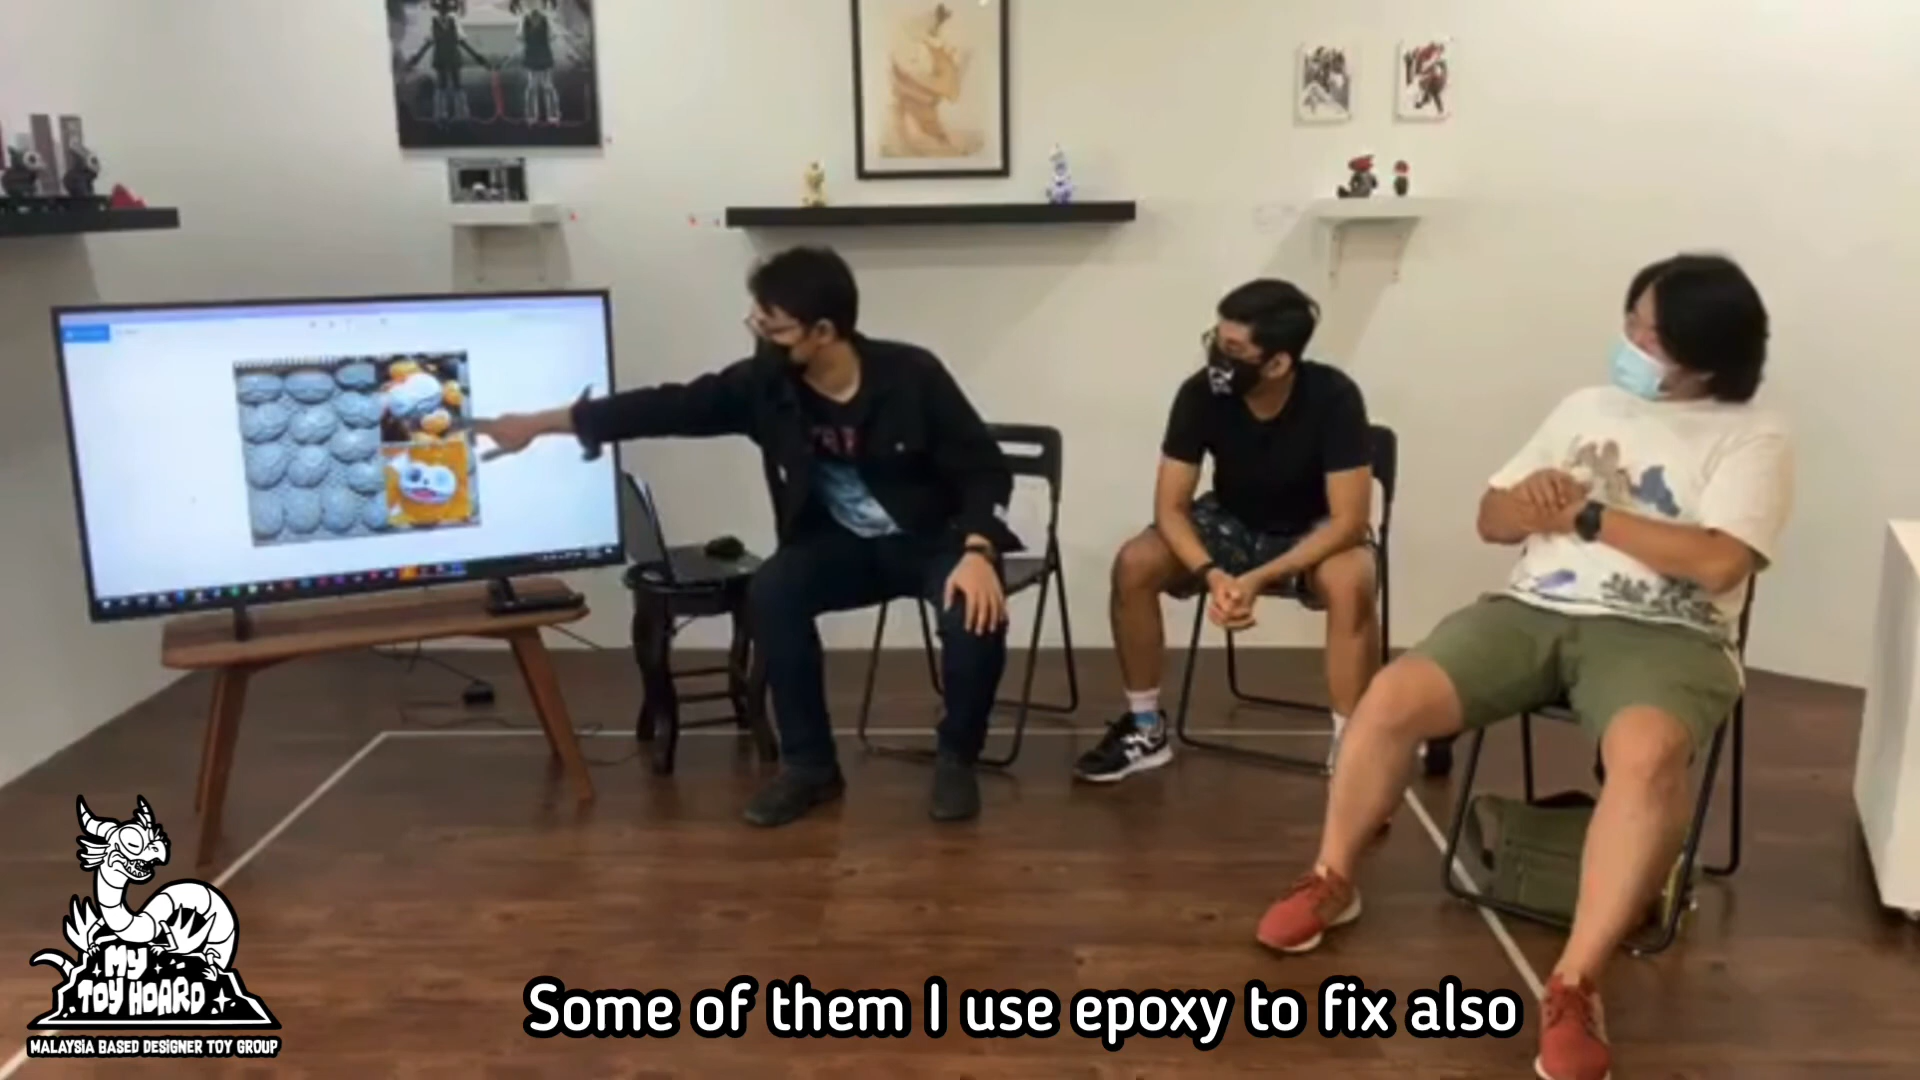 MY
TOY HOARD
MALAYSIA BASED DESIGNER TOY GROUP
Some of them I use epoxy to fix also